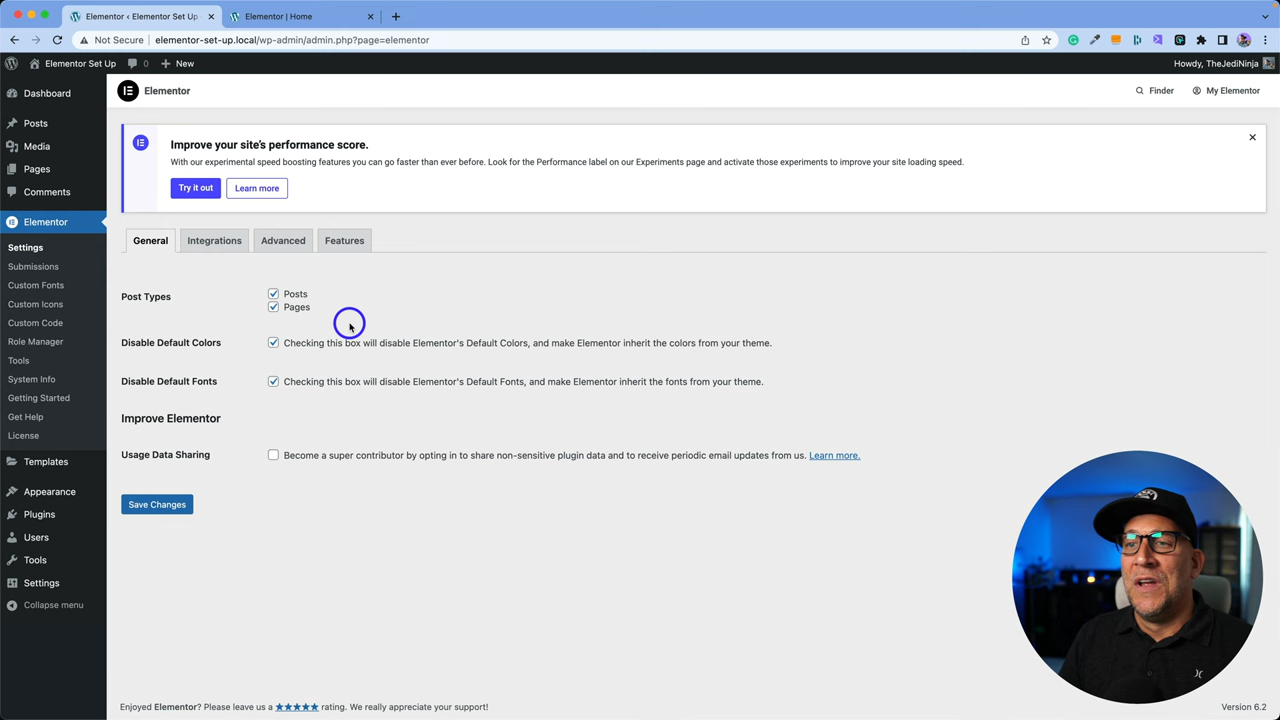 Elementor ‹ Elementor Set Up
Elementor | Home
Not Secure
elementor-set-up.local/wp-admin/admin.php?page=elementor
Elementor Set Up
0
New
Howdy, TheJediNinja
Dashboard
Posts
Media
Pages
Comments
Elementor
Settings
Submissions
Custom Fonts
Custom Icons
Custom Code
Role Manager
Tools
System Info
Getting Started
Get Help
License
Templates
Appearance
Plugins
Users
Tools
Settings
Collapse menu
Elementor
Finder
My Elementor
Improve your site's performance score.
With our experimental speed boosting features you can go faster than ever before. Look for the Performance label on our Experiments page and activate those experiments to improve your site loading speed.
Try it out
Learn more
General
Integrations
Advanced
Features
Post Types
Posts
Pages
Disable Default Colors
Checking this box will disable Elementor's Default Colors, and make Elementor inherit the colors from your theme.
Disable Default Fonts
Checking this box will disable Elementor's Default Fonts, and make Elementor inherit the fonts from your theme.
Improve Elementor
Usage Data Sharing
Become a super contributor by opting in to share non-sensitive plugin data and to receive periodic email updates from us. Learn more.
Save Changes
Enjoyed Elementor? Please leave us a ★★★★★ rating. We really appreciate your support!
Version 6.2